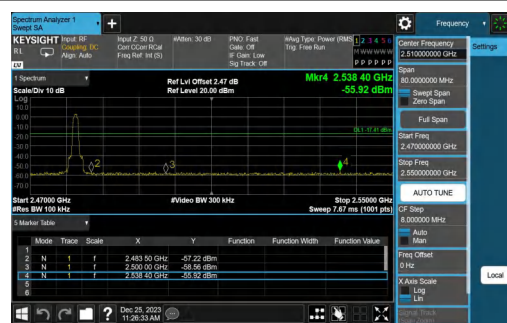 Spectrum Analyzer 1
Swept SA
+
Frequency
Settings
KEYSIGHT Input: RF
RL
Coupling: DC
Align: Auto
Input Z: 50 Ω
Corr CCorr RCal
Freq Ref: Int (S)
#Atten: 30 dB
PNO: Fast
Gate: Off
IF Gain: Low
Sig Track: Off
#Avg Type: Power (RMS
Trig: Free Run
1 2 3 4 5 6
M W W W W W
P P P P P P
LXI
1 Spectrum
Scale/Div 10 dB
Log
Ref Lvl Offset 2.47 dB
Ref Level 20.00 dBm
Mkr4 2.538 40 GHz
-55.92 dBm
10.0
0.00
-10.0
-20.0
-30.0
-40.0
-50.0
-60.0
-70.0
DL1 -17.41 dBm
2
3
4
Start 2.47000 GHz
#Res BW 100 kHz
#Video BW 300 kHz
Stop 2.55000 GHz
Sweep 7.67 ms (1001 pts)
5 Marker Table
Mode Trace Scale X Y Function Function Width Function Value
1
2 N 1 f 2.483 50 GHz -57.22 dBm
3 N 1 f 2.500 00 GHz -58.56 dBm
4 N 1 f 2.538 40 GHz -55.92 dBm
5
6
Dec 25, 2023
11:26:33 AM
Center Frequency
2.510000000 GHz
Span
80.0000000 MHz
Swept Span
Zero Span
Full Span
Start Freq
2.470000000 GHz
Stop Freq
2.550000000 GHz
AUTO TUNE
CF Step
8.000000 MHz
Auto
Man
Freq Offset
0 Hz
X Axis Scale
Log
Lin
Signal Track
Local